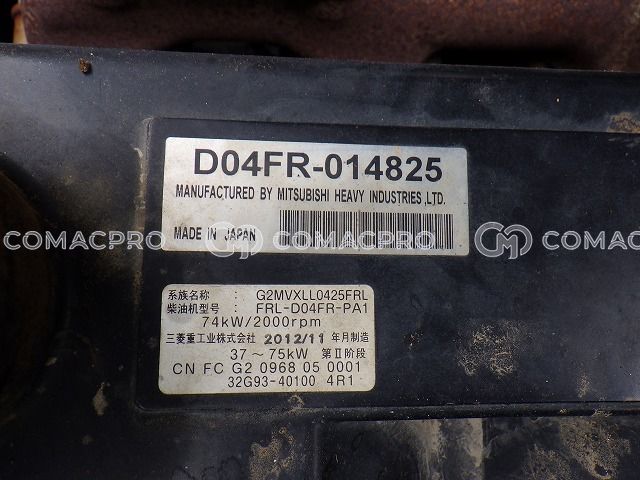 D04FR-014825
MANUFACTURED BY MITSUBISHI HEAVY INDUSTRIES ,LTD.
MADE IN JAPAN
COMACPRO CM COMACPRO CM COMACPRO
系族名称 : G2MVXLL0425FRL
柴油机型号 : FRL-D04FR-PA1
74kW/2000rpm
三菱重工业株式会社 2012/11 年月制造
37～75kW 第Ⅱ阶段
CN FC G2 0968 05 0001
32G93-40100 4R1